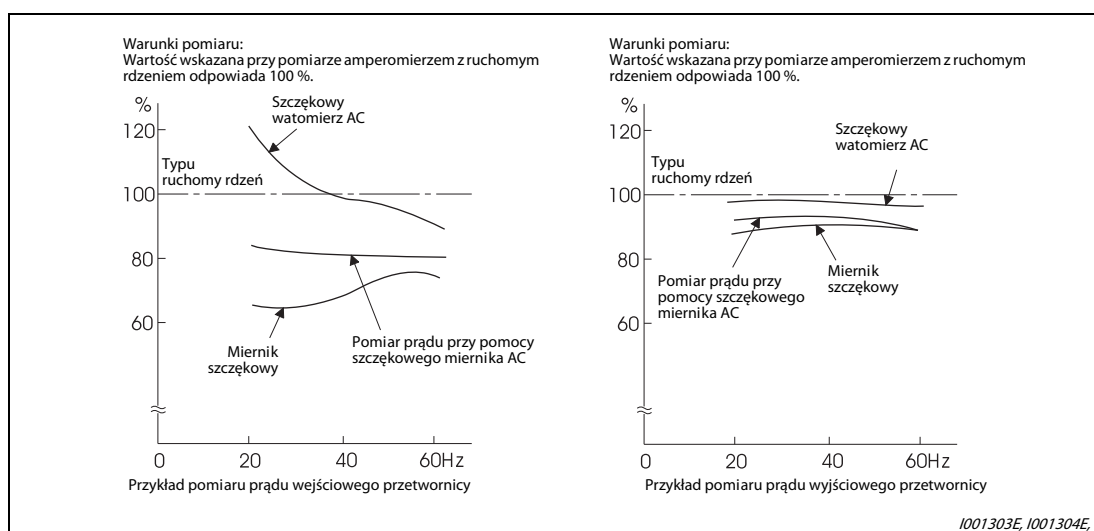 Warunki pomiaru:
Wartość wskazana przy pomiarze amperomierzem z ruchomym
rdzeniem odpowiada 100 %.
%
120
100
80
60
0
20
40
60Hz
Szczękowy
watomierz AC
Typu
ruchomy rdzeń
Miernik
szczękowy
Pomiar prądu przy pomocy
szczękowego miernika AC
Przykład pomiaru prądu wejściowego przetwornicy
Warunki pomiaru:
Wartość wskazana przy pomiarze amperomierzem z ruchomym
rdzeniem odpowiada 100 %.
%
120
100
80
60
0
20
40
60Hz
Szczękowy
watomierz AC
Typu
ruchomy rdzeń
Pomiar prądu przy
pomocy szczękowego
miernika AC
Miernik
szczękowy
Przykład pomiaru prądu wyjściowego przetwornicy
I001303E, I001304E,